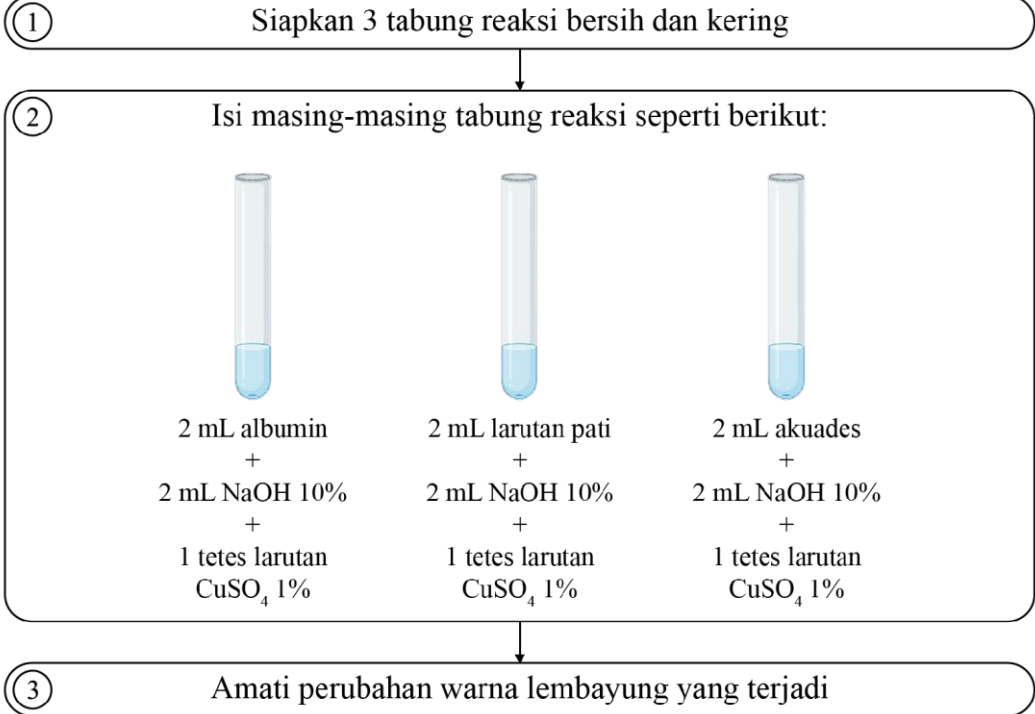 1 Siapkan 3 tabung reaksi bersih dan kering
2 Isi masing-masing tabung reaksi seperti berikut:
2 mL albumin
+
2 mL NaOH 10%
+
1 tetes larutan
CuSO₄ 1%
2 mL larutan pati
+
2 mL NaOH 10%
+
1 tetes larutan
CuSO₄ 1%
2 mL akuades
+
2 mL NaOH 10%
+
1 tetes larutan
CuSO₄ 1%
3 Amati perubahan warna lembayung yang terjadi